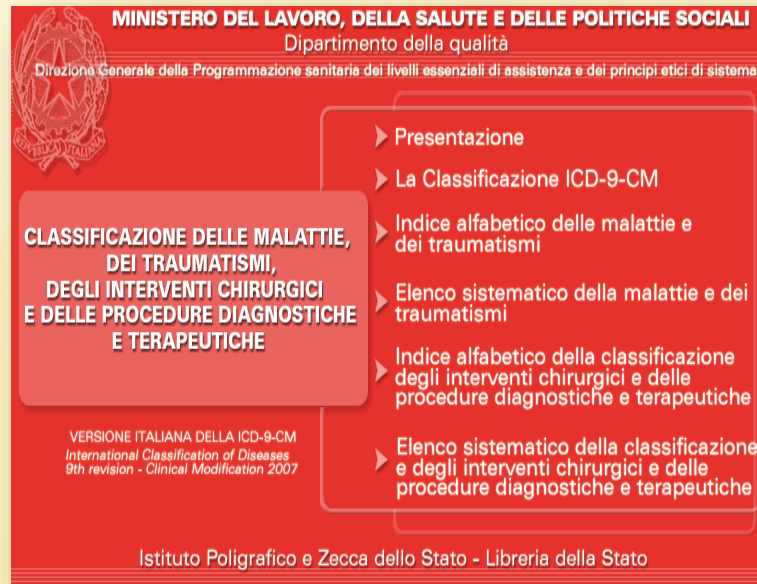 MINISTERO DEL LAVORO, DELLA SALUTE E DELLE POLITICHE SOCIALI
Dipartimento della qualità
Direzione Generale della Programmazione sanitaria dei livelli essenziali di assistenza e dei principi etici di sistema
REPVBBLICA ITALIANA
CLASSIFICAZIONE DELLE MALATTIE,
DEI TRAUMATISMI,
DEGLI INTERVENTI CHIRURGICI
E DELLE PROCEDURE DIAGNOSTICHE
E TERAPEUTICHE
VERSIONE ITALIANA DELLA ICD-9-CM
International Classification of Diseases
9th revision - Clinical Modification 2007
Presentazione
La Classificazione ICD-9-CM
Indice alfabetico delle malattie e
dei traumatismi
Elenco sistematico della malattie e dei
traumatismi
Indice alfabetico della classificazione
degli interventi chirurgici e delle
procedure diagnostiche e terapeutiche
Elenco sistematico della classificazione
e degli interventi chirurgici e delle
procedure diagnostiche e terapeutiche
Istituto Poligrafico e Zecca dello Stato - Libreria della Stato